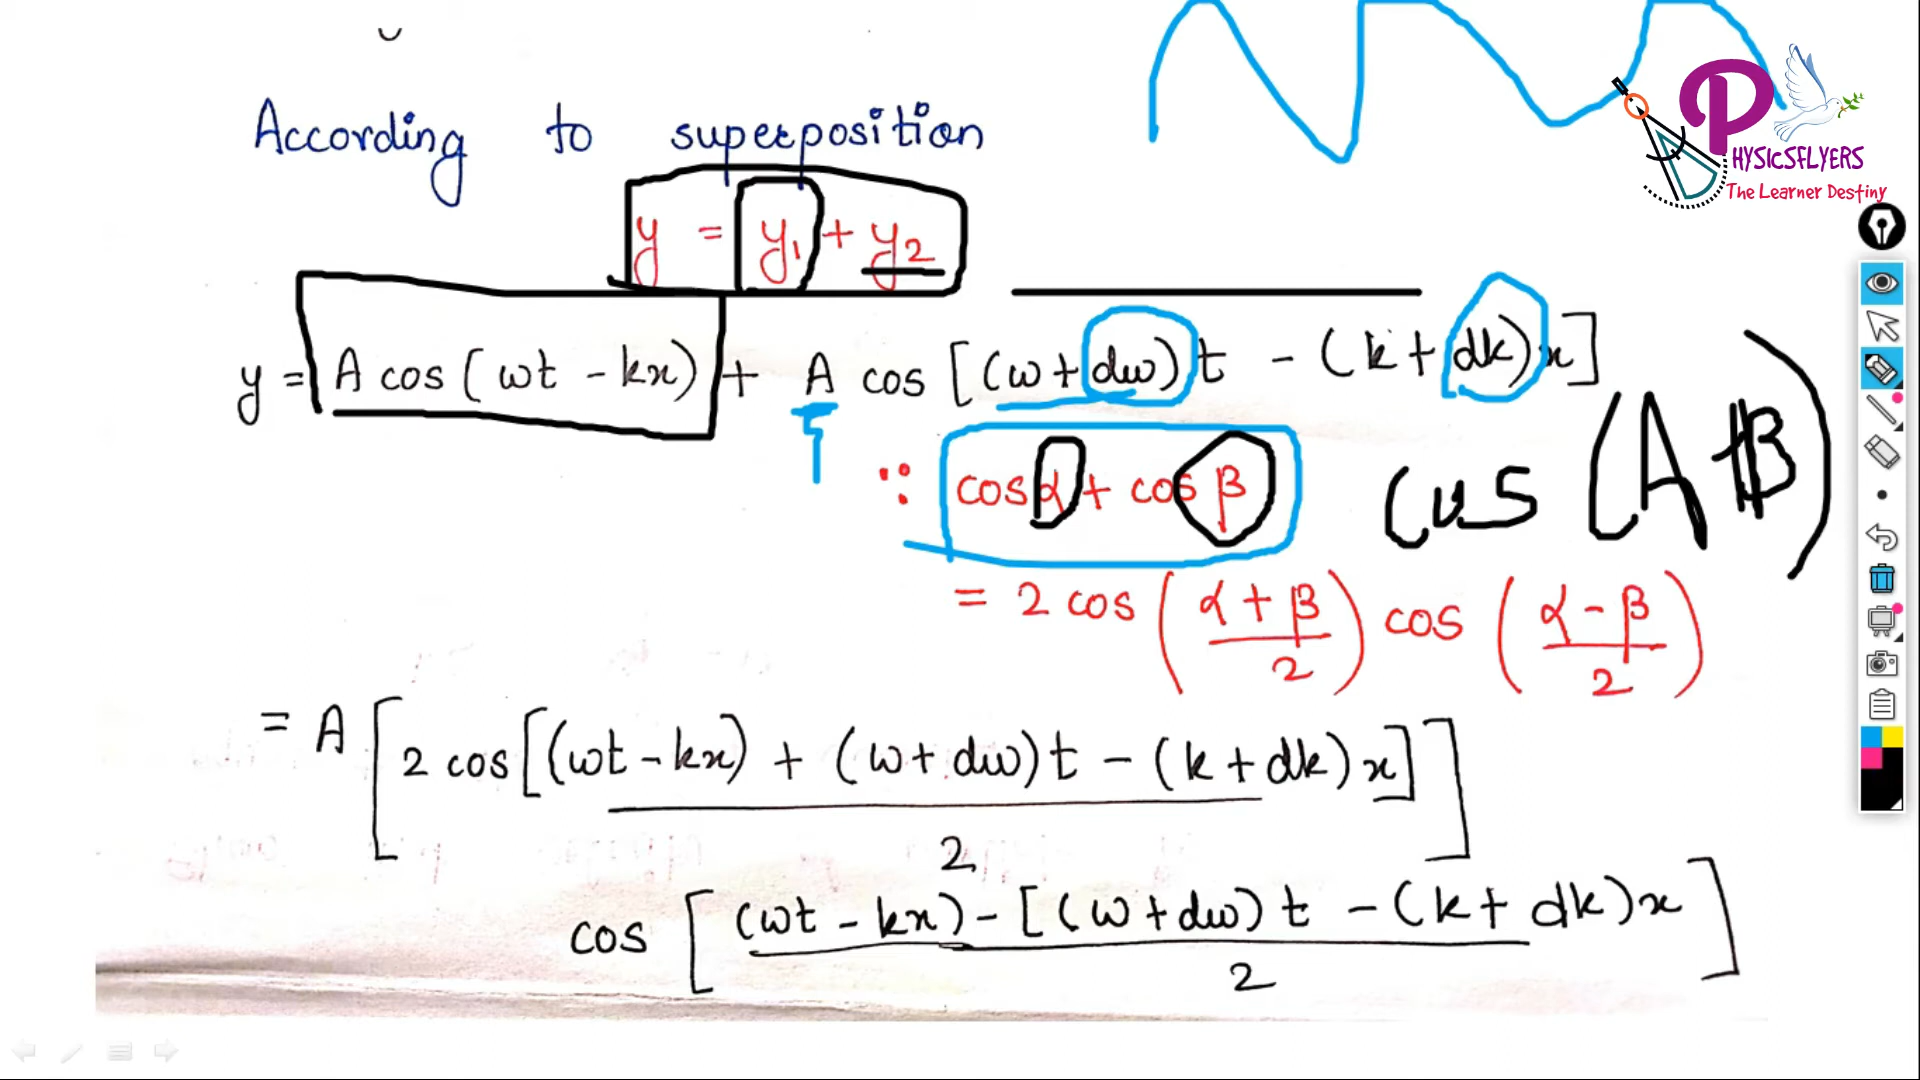 According to superposition
PHYSICSFLYERS
The Learner Destiny
y = y₁ + y₂
y = A cos(ωt - kx) + A cos [(ω + dω)t - (k + dk)x]
∵ cos α + cos β
cos (A+B)
= 2 cos ((α + β)/2) cos ((α - β)/2)
= A [2 cos [(ωt - kx) + (ω + dω)t - (k + dk)x]]
2
cos [(ωt - kx) - [(ω + dω)t - (k + dk)x]
2